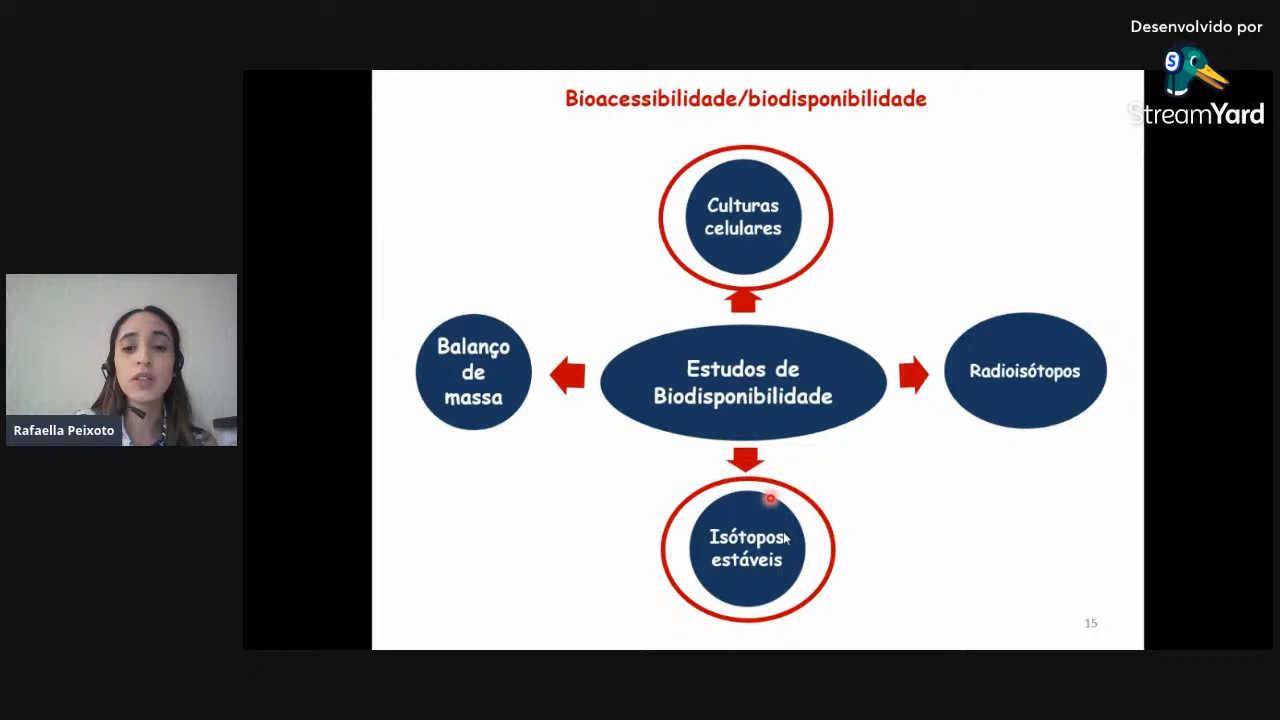 Desenvolvido por
StreamYard
Bioacessibilidade/biodisponibilidade
Culturas
celulares
Balanço
de
massa
Estudos de
Biodisponibilidade
Radioisótopos
Isótopos
estáveis
Rafaella Peixoto
15
S